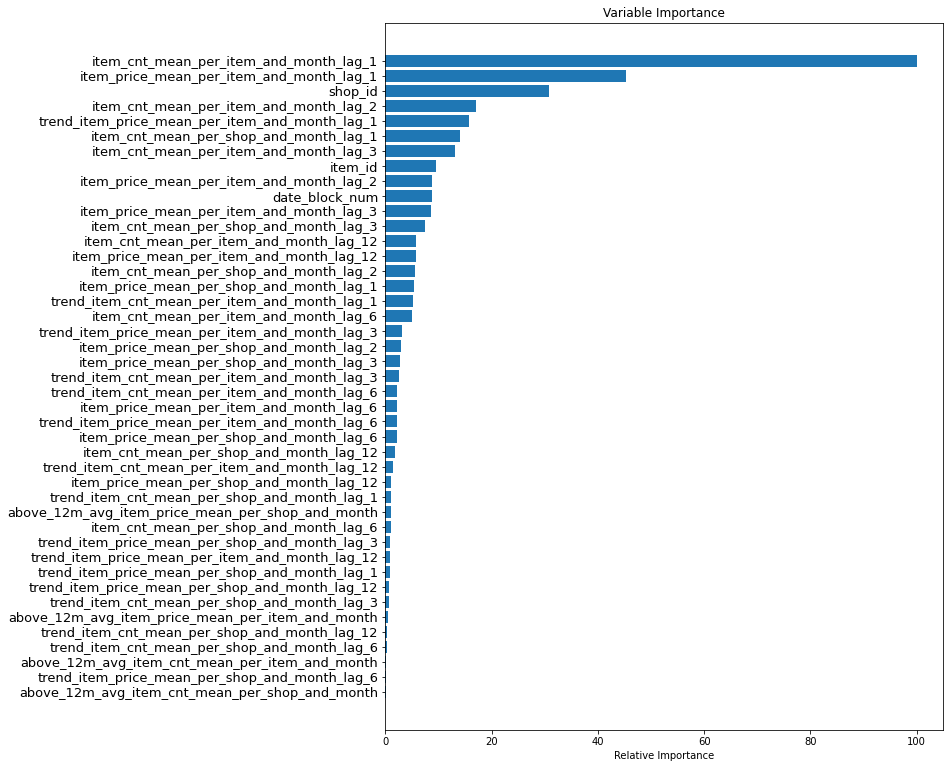 Variable Importance
item_cnt_mean_per_item_and_month_lag_1
item_price_mean_per_item_and_month_lag_1
shop_id
item_cnt_mean_per_item_and_month_lag_2
trend_item_price_mean_per_item_and_month_lag_1
item_cnt_mean_per_shop_and_month_lag_1
item_cnt_mean_per_item_and_month_lag_3
item_id
item_price_mean_per_item_and_month_lag_2
date_block_num
item_price_mean_per_item_and_month_lag_3
item_cnt_mean_per_shop_and_month_lag_3
item_cnt_mean_per_item_and_month_lag_12
item_price_mean_per_item_and_month_lag_12
item_cnt_mean_per_shop_and_month_lag_2
item_price_mean_per_shop_and_month_lag_1
trend_item_cnt_mean_per_item_and_month_lag_1
item_cnt_mean_per_item_and_month_lag_6
trend_item_price_mean_per_item_and_month_lag_3
item_price_mean_per_shop_and_month_lag_2
item_price_mean_per_shop_and_month_lag_3
trend_item_cnt_mean_per_item_and_month_lag_3
trend_item_cnt_mean_per_item_and_month_lag_6
item_price_mean_per_item_and_month_lag_6
trend_item_price_mean_per_item_and_month_lag_6
item_price_mean_per_shop_and_month_lag_6
item_cnt_mean_per_shop_and_month_lag_12
trend_item_cnt_mean_per_item_and_month_lag_12
item_price_mean_per_shop_and_month_lag_12
trend_item_cnt_mean_per_shop_and_month_lag_1
above_12m_avg_item_price_mean_per_shop_and_month
item_cnt_mean_per_shop_and_month_lag_6
trend_item_price_mean_per_shop_and_month_lag_3
trend_item_price_mean_per_item_and_month_lag_12
trend_item_price_mean_per_shop_and_month_lag_1
trend_item_price_mean_per_shop_and_month_lag_12
trend_item_cnt_mean_per_shop_and_month_lag_3
above_12m_avg_item_price_mean_per_item_and_month
trend_item_cnt_mean_per_shop_and_month_lag_12
trend_item_cnt_mean_per_shop_and_month_lag_6
above_12m_avg_item_cnt_mean_per_item_and_month
trend_item_price_mean_per_shop_and_month_lag_6
above_12m_avg_item_cnt_mean_per_shop_and_month
0 20 40 60 80 100
Relative Importance